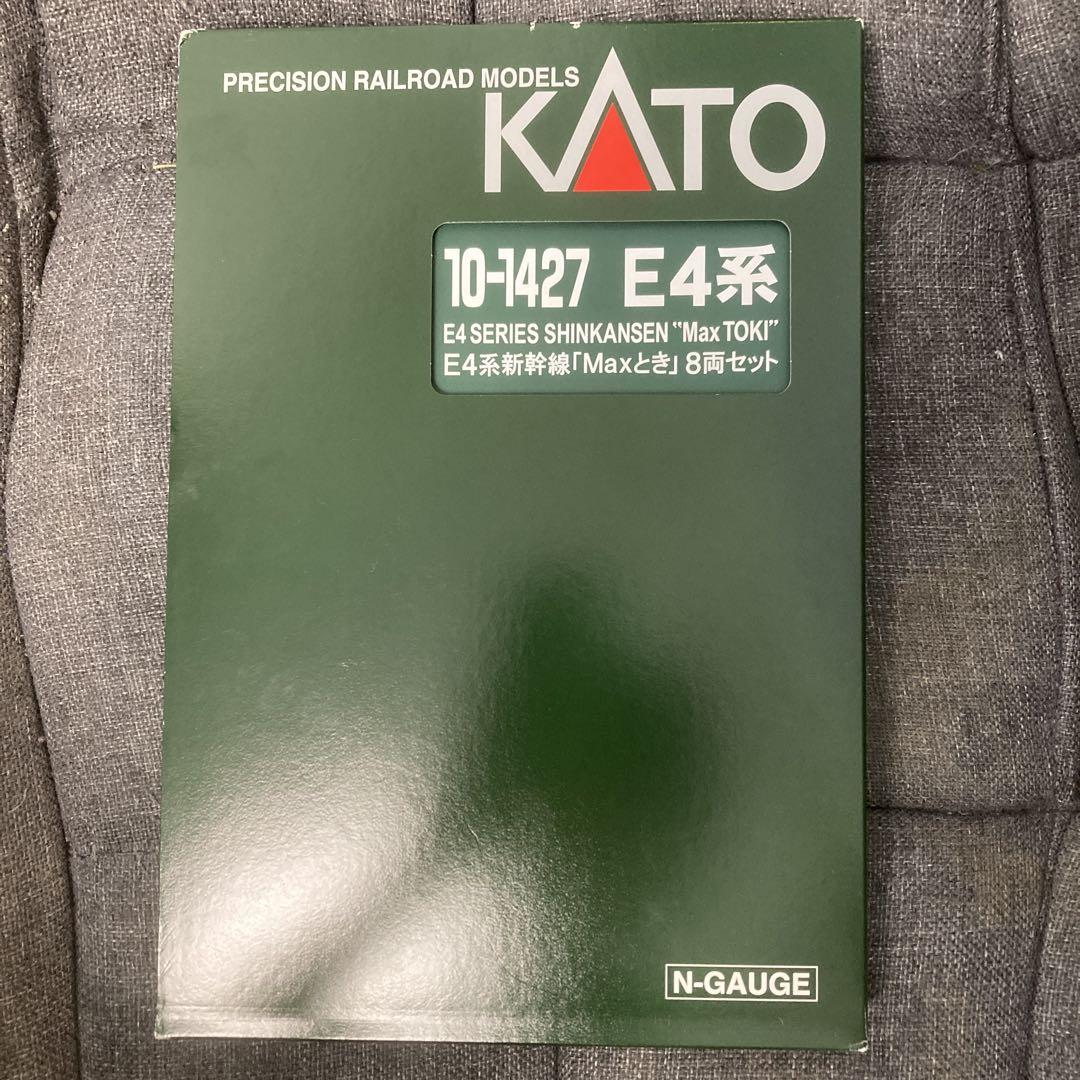 PRECISION RAILROAD MODELS
KATO
10-1427 E4系
E4 SERIES SHINKANSEN "Max TOKI"
E4系新幹線「Maxとき」8両セット
N-GAUGE